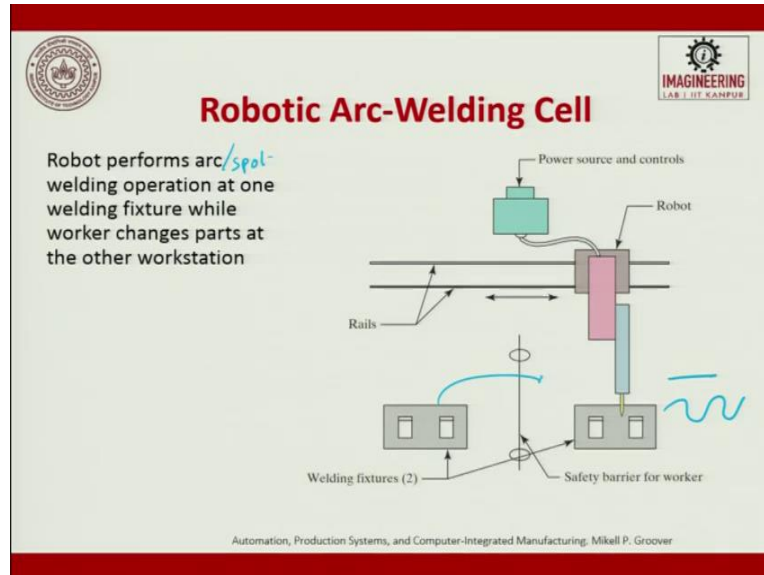 IMAGINEERING
LAB | IIT KANPUR
Robotic Arc-Welding Cell
Robot performs arc/spot
welding operation at one
welding fixture while
worker changes parts at
the other workstation
Power source and controls
Robot
Rails
Welding fixtures (2)
Safety barrier for worker
Automation, Production Systems, and Computer-Integrated Manufacturing. Mikell P. Groover